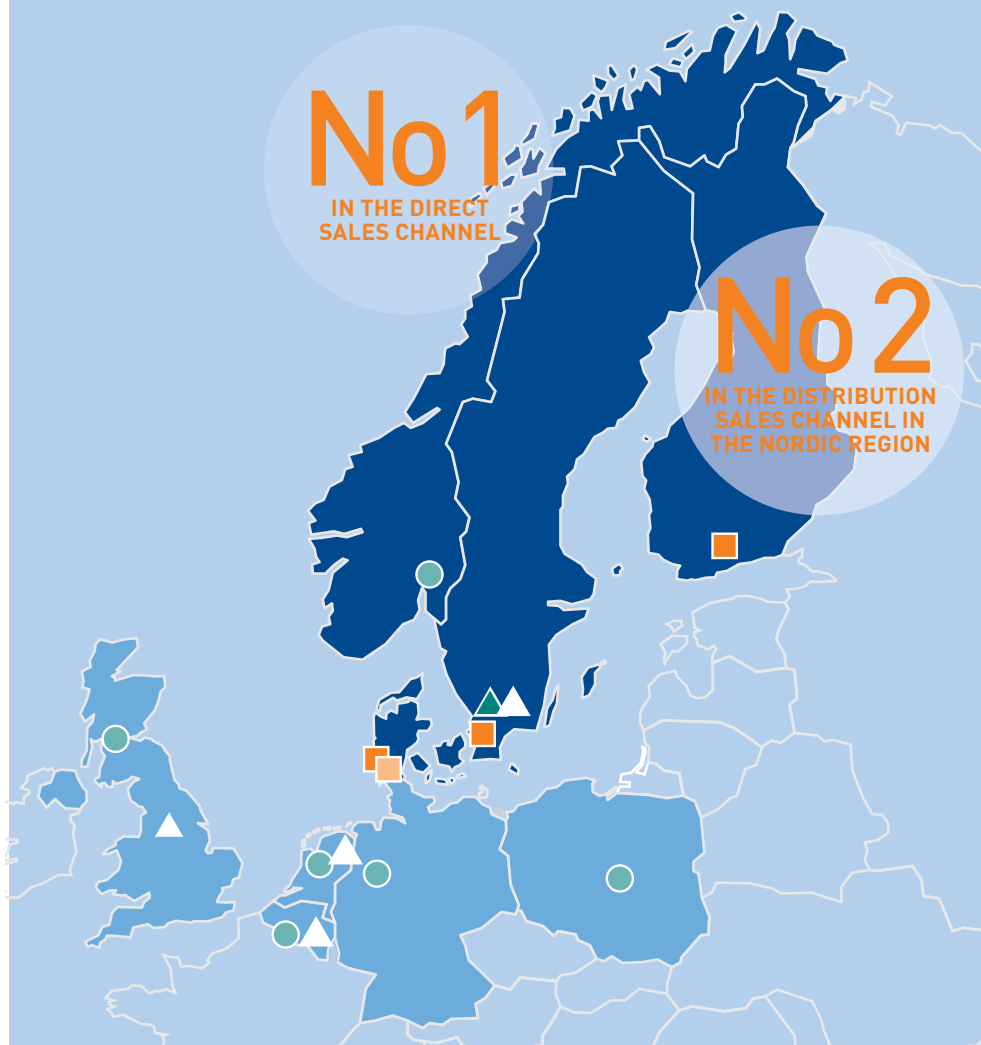 No 1
IN THE DIRECT
SALES CHANNEL
No 2
IN THE DISTRIBUTION
SALES CHANNEL IN
THE NORDIC REGION